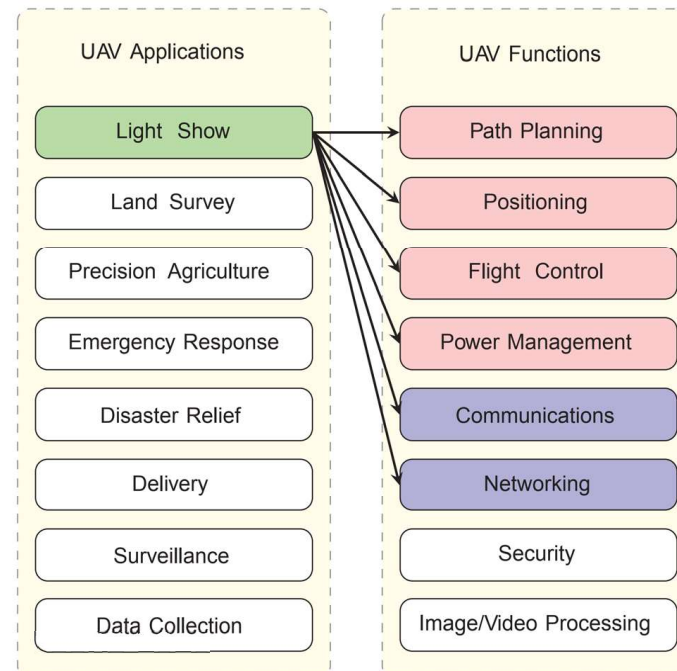 UAV Applications
Light Show
Land Survey
Precision Agriculture
Emergency Response
Disaster Relief
Delivery
Surveillance
Data Collection
UAV Functions
Path Planning
Positioning
Flight Control
Power Management
Communications
Networking
Security
Image/Video Processing